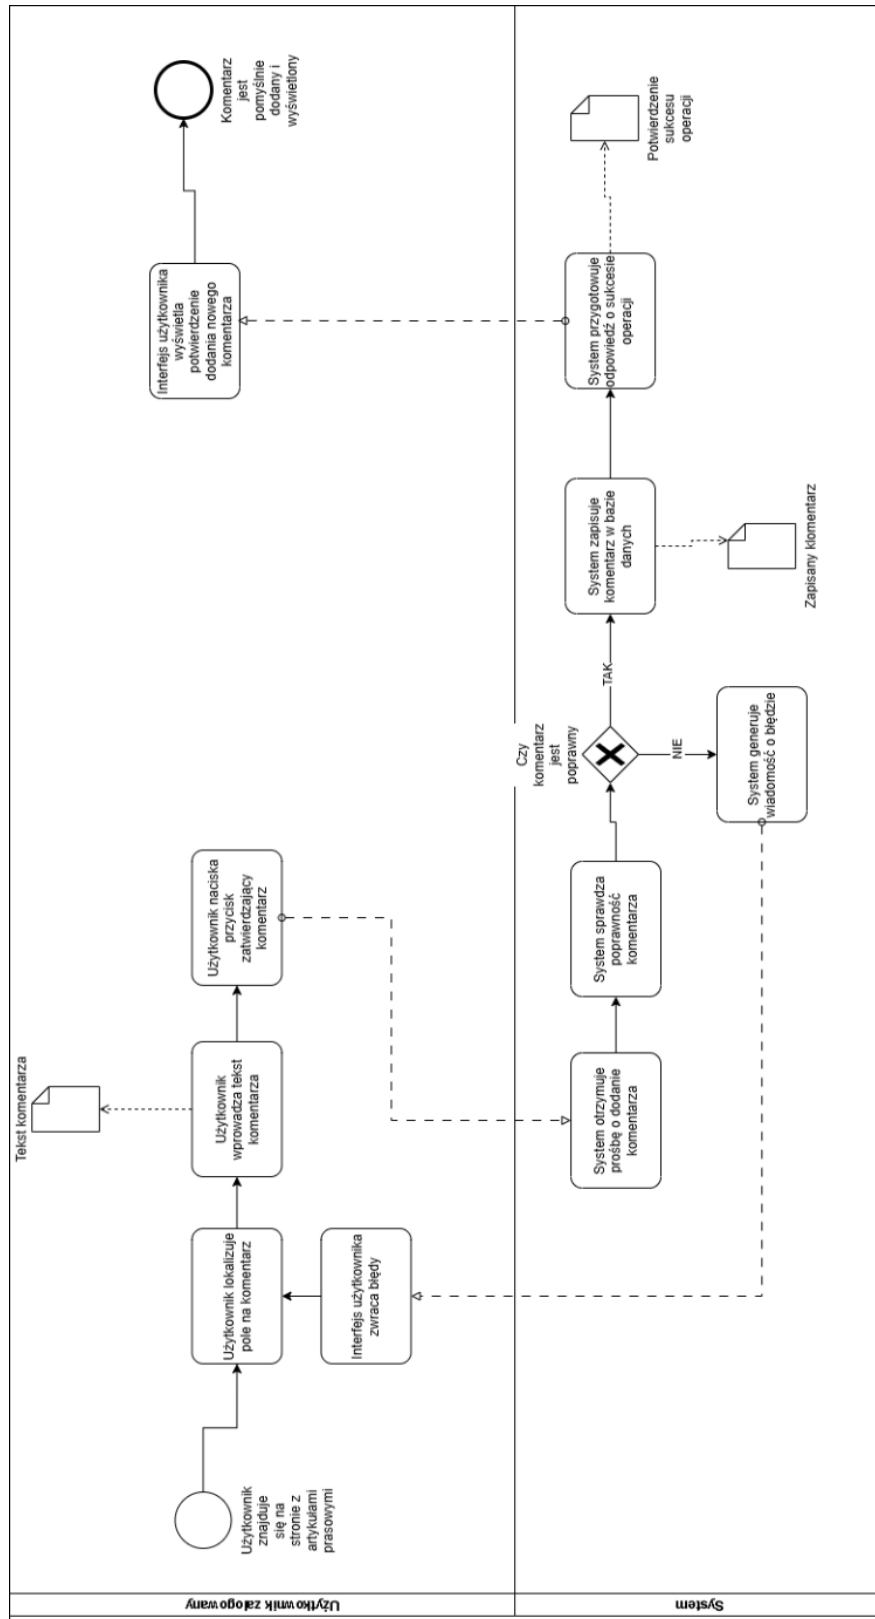 Użytkownik zalogowany
Użytkownik
znajduje
się na
stronie z
artykułami
prasowymi
Użytkownik lokalizuje
pole na komentarz
Interfejs użytkownika
zwraca błędy
Użytkownik
wprowadza tekst
komentarza
Tekst komentarza
Użytkownik naciska
przycisk
zatwierdzający
komentarz
Interfejs użytkownika
wyświetla
potwierdzenie
dodania nowego
komentarza
Komentarz
jest
pomyślnie
dodany i
wyświetlony
System
System otrzymuje
prośbę o dodanie
komentarza
System sprawdza
poprawność
komentarza
Czy
komentarz
jest
poprawny
TAK
NIE
System generuje
wiadomość o błędzie
System zapisuje
komentarz w bazie
danych
Zapisany klomentarz
System przygotowuje
odpowiedź o sukcesie
operacji
Potwierdzenie
sukcesu
operacji